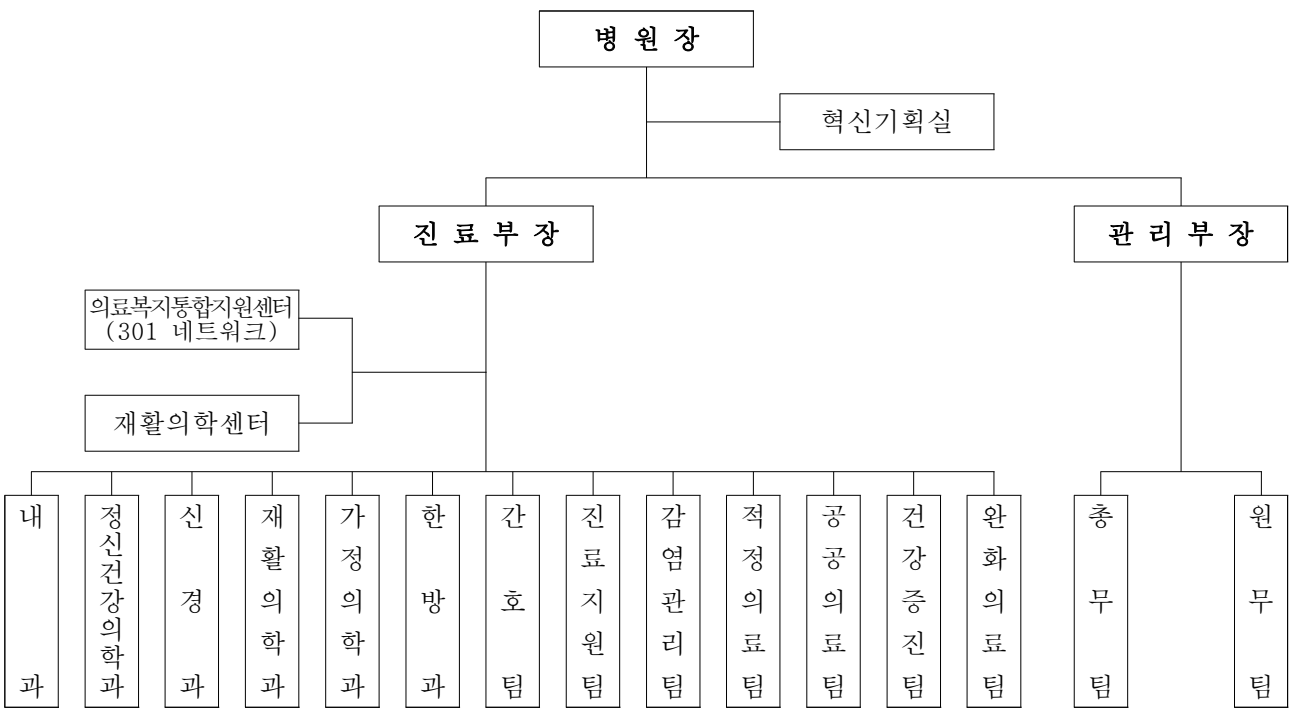 병 원 장
혁신기획실
진 료 부 장
관 리 부 장
의료복지통합지원센터
(301 네트워크)
재활의학센터
내과
정신건강의학과
신경과
재활의학과
가정의학과
한방과
간호팀
진료지원팀
감염관리팀
적정의료팀
공공의료팀
건강증진팀
완화의료팀
총무팀
원무팀